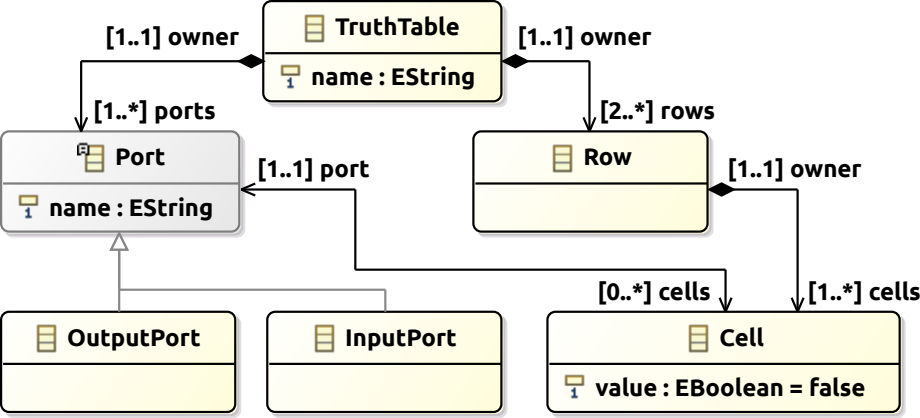 TruthTable
name : EString
[1..1] owner
[1..1] owner
[1..*] ports
[2..*] rows
Port
name : EString
[1..1] port
Row
[1..1] owner
[0..*] cells
[1..*] cells
OutputPort
InputPort
Cell
value : EBoolean = false